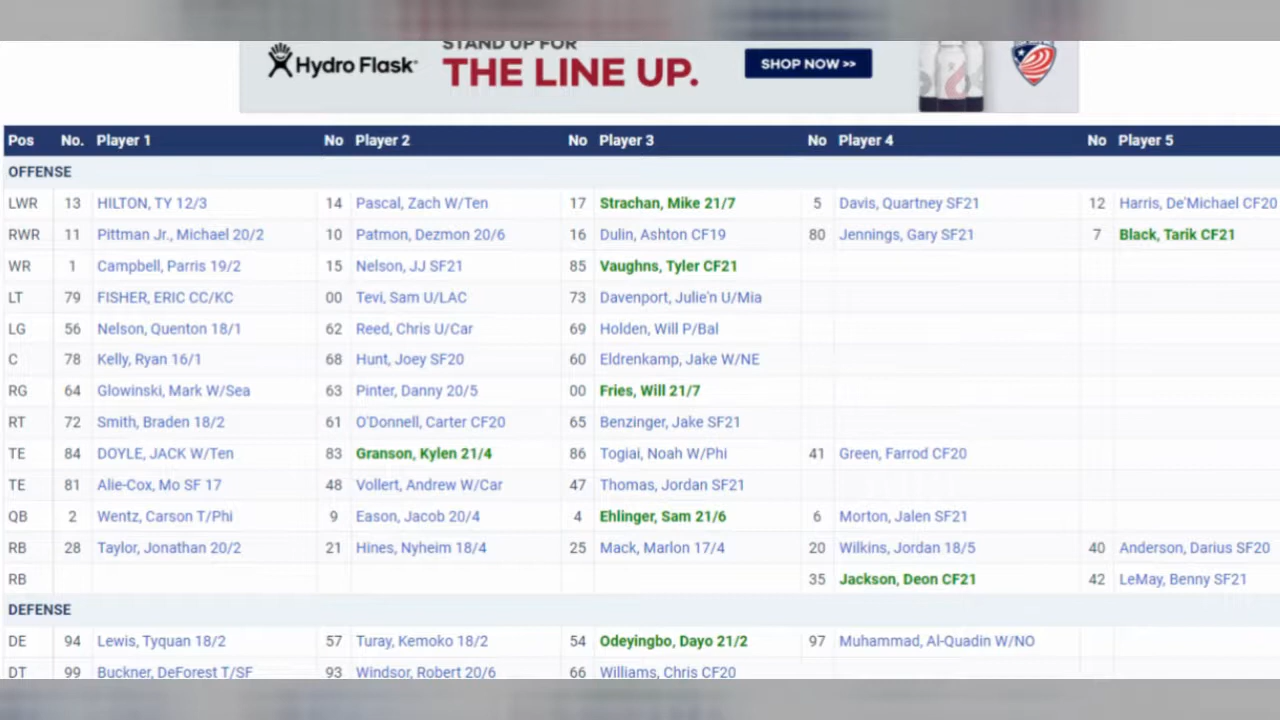 STAND UP FOR
Hydro Flask
THE LINE UP.
SHOP NOW >>
Pos No. Player 1 No Player 2 No Player 3 No Player 4 No Player 5
OFFENSE
LWR 13 HILTON, TY 12/3 14 Pascal, Zach W/Ten 17 Strachan, Mike 21/7 5 Davis, Quartney SF21 12 Harris, De'Michael CF20
RWR 11 Pittman Jr., Michael 20/2 10 Patmon, Dezmon 20/6 16 Dulin, Ashton CF19 80 Jennings, Gary SF21 7 Black, Tarik CF21
WR 1 Campbell, Parris 19/2 15 Nelson, JJ SF21 85 Vaughns, Tyler CF21
LT 79 FISHER, ERIC CC/KC 00 Tevi, Sam U/LAC 73 Davenport, Julie'n U/Mia
LG 56 Nelson, Quenton 18/1 62 Reed, Chris U/Car 69 Holden, Will P/Bal
C 78 Kelly, Ryan 16/1 68 Hunt, Joey SF20 60 Eldrenkamp, Jake W/NE
RG 64 Glowinski, Mark W/Sea 63 Pinter, Danny 20/5 00 Fries, Will 21/7
RT 72 Smith, Braden 18/2 61 O'Donnell, Carter CF20 65 Benzinger, Jake SF21
TE 84 DOYLE, JACK W/Ten 83 Granson, Kylen 21/4 86 Togiai, Noah W/Phi 41 Green, Farrod CF20
TE 81 Alie-Cox, Mo SF 17 48 Vollert, Andrew W/Car 47 Thomas, Jordan SF21
QB 2 Wentz, Carson T/Phi 9 Eason, Jacob 20/4 4 Ehlinger, Sam 21/6 6 Morton, Jalen SF21
RB 28 Taylor, Jonathan 20/2 21 Hines, Nyheim 18/4 25 Mack, Marlon 17/4 20 Wilkins, Jordan 18/5 40 Anderson, Darius SF20
RB 35 Jackson, Deon CF21 42 LeMay, Benny SF21
DEFENSE
DE 94 Lewis, Tyquan 18/2 57 Turay, Kemoko 18/2 54 Odeyingbo, Dayo 21/2 97 Muhammad, Al-Quadin W/NO
DT 99 Buckner, DeForest T/SF 93 Windsor, Robert 20/6 66 Williams, Chris CF20